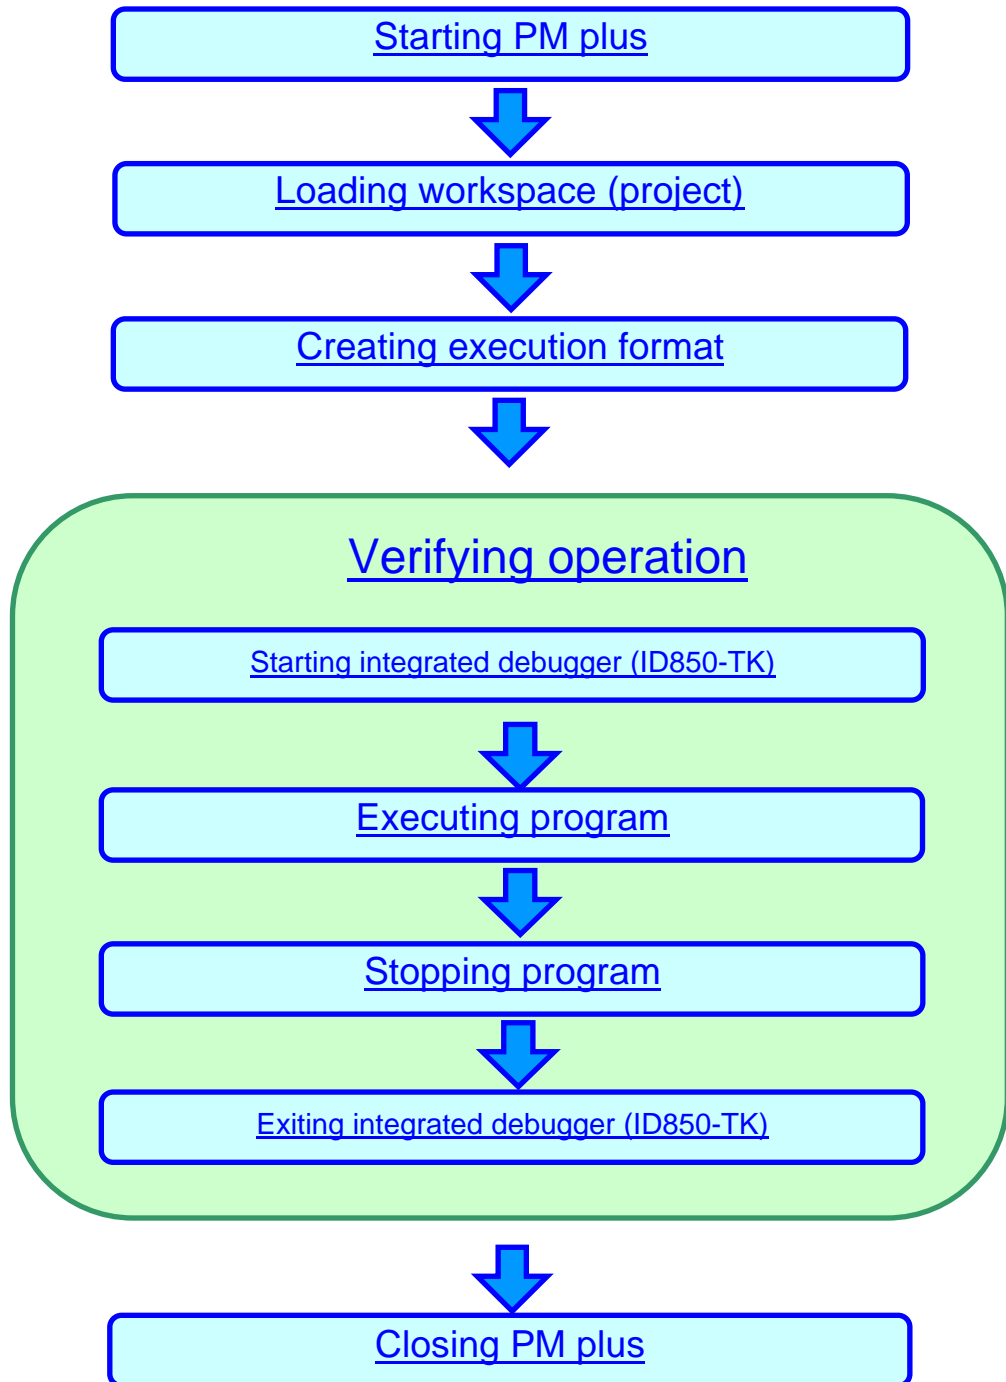 Starting PM plus
Loading workspace (project)
Creating execution format
Verifying operation
Starting integrated debugger (ID850-TK)
Executing program
Stopping program
Exiting integrated debugger (ID850-TK)
Closing PM plus